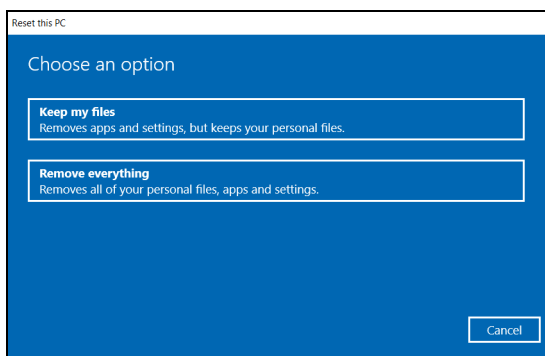 Reset this PC
Choose an option
Keep my files
Removes apps and settings, but keeps your personal files.
Remove everything
Removes all of your personal files, apps and settings.
Cancel